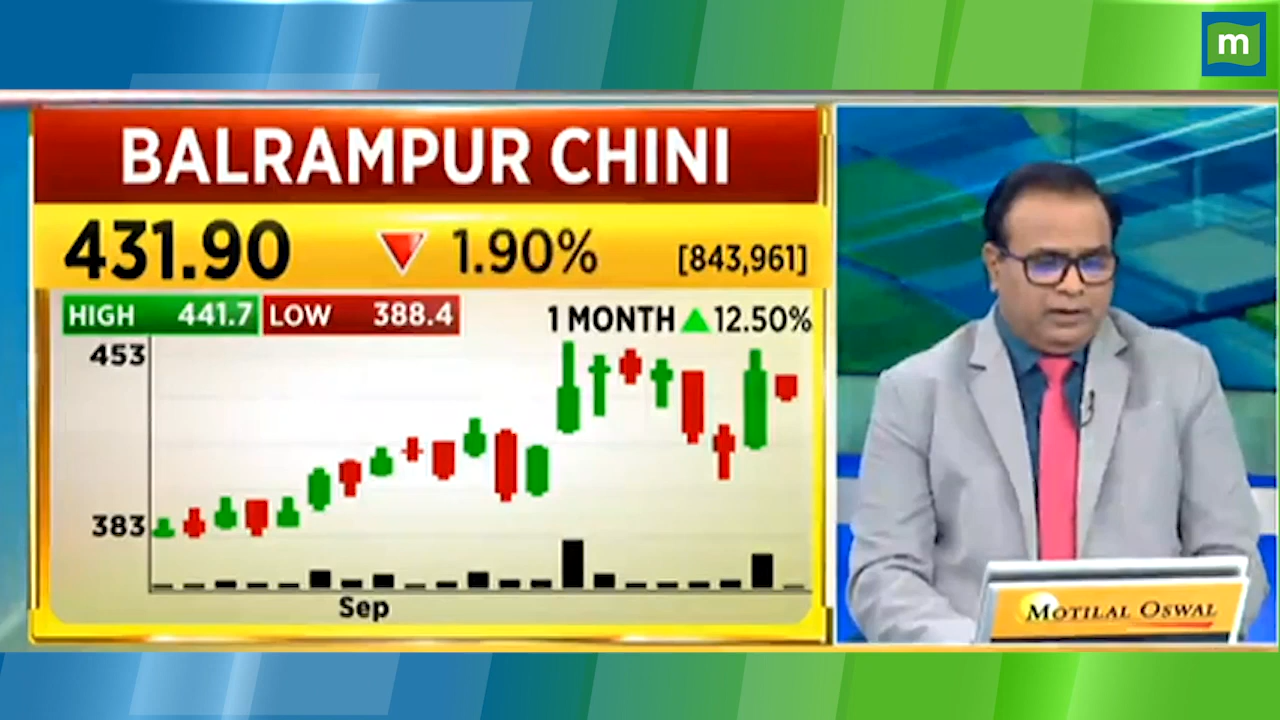 m
BALRAMPUR CHINI
431.90 ▼ 1.90% [843,961]
HIGH 441.7 LOW 388.4 1 MONTH ▲ 12.50%
453
383
Sep
MOTILAL OSWAL